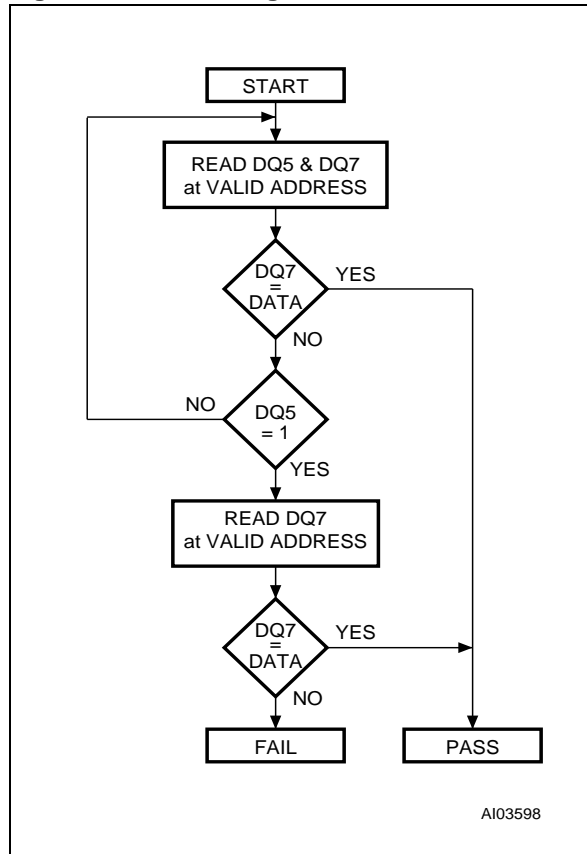 START
READ DQ5 & DQ7
at VALID ADDRESS
DQ7
=
DATA
YES
NO
NO
DQ5
= 1
YES
READ DQ7
at VALID ADDRESS
DQ7
=
DATA
YES
NO
FAIL
PASS
AI03598